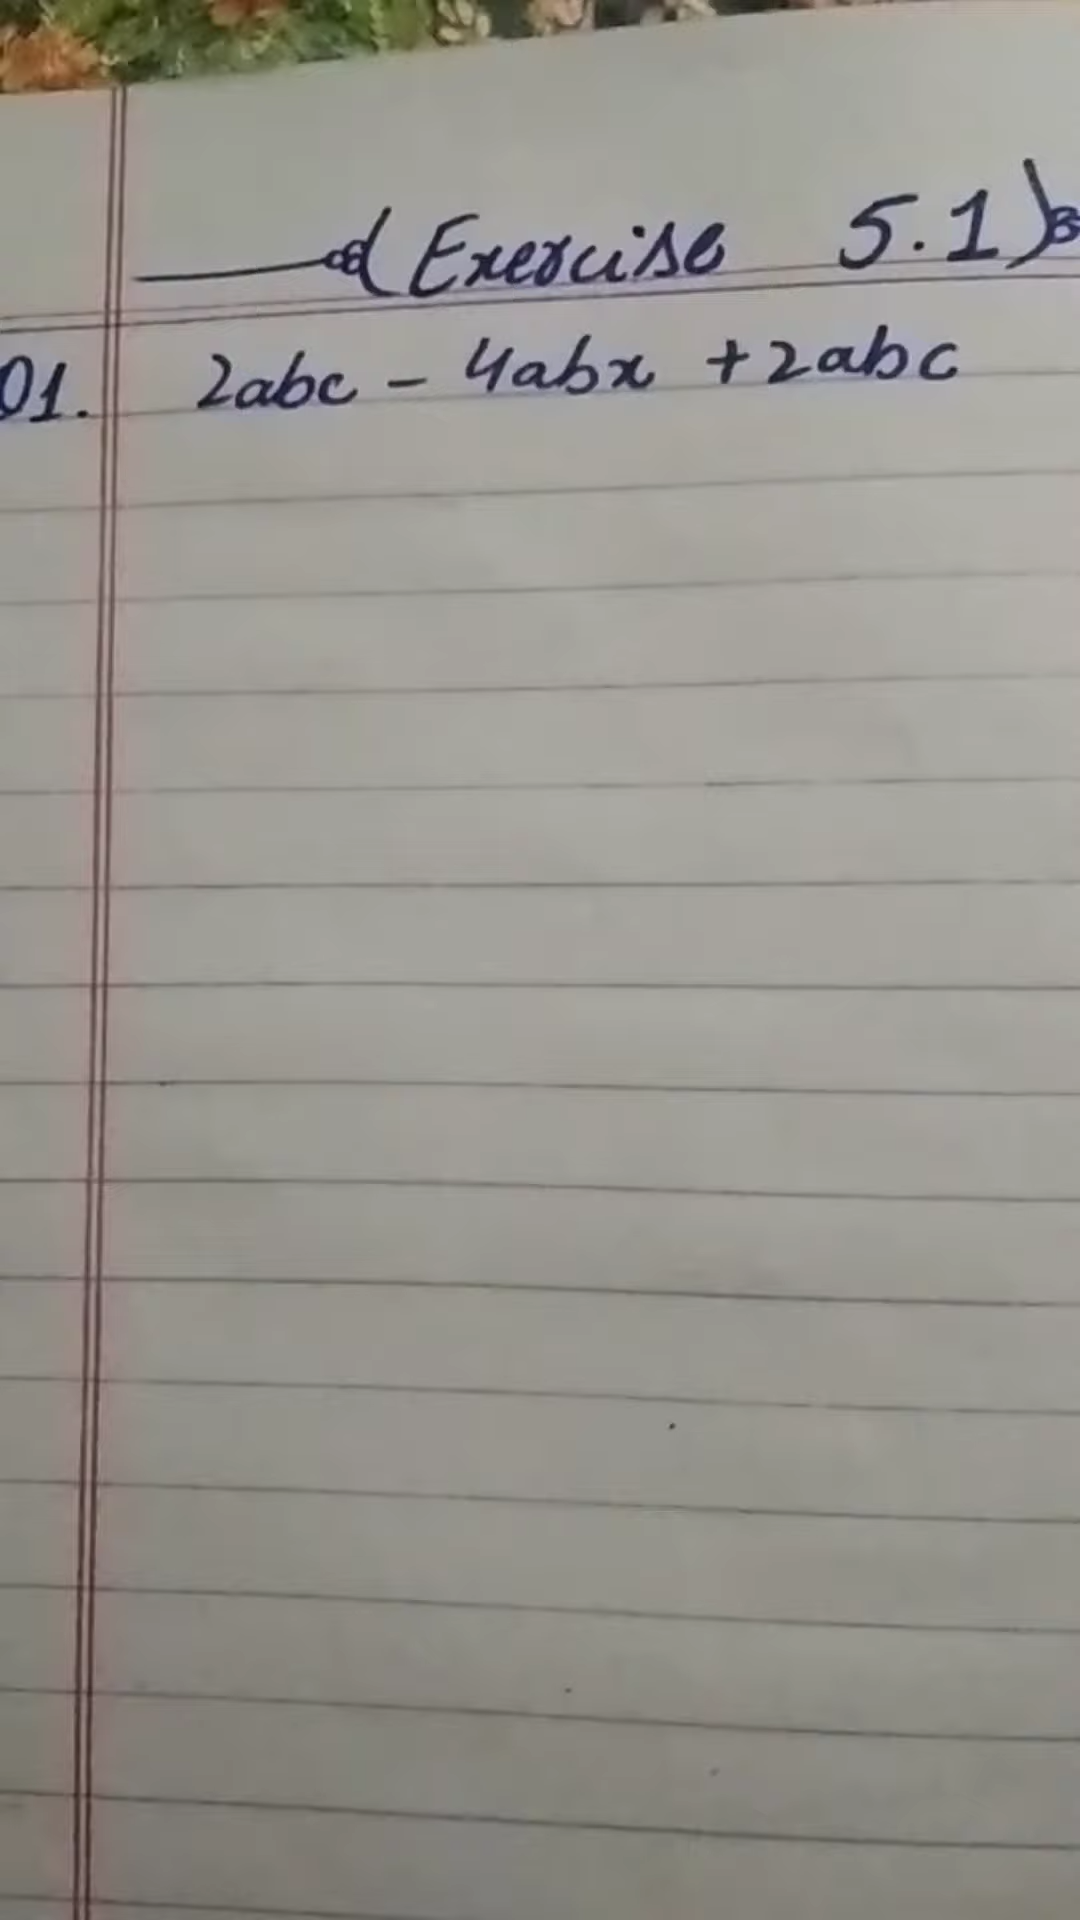 (Exercise 5.1)
01. 2abc - 4abx + 2abc